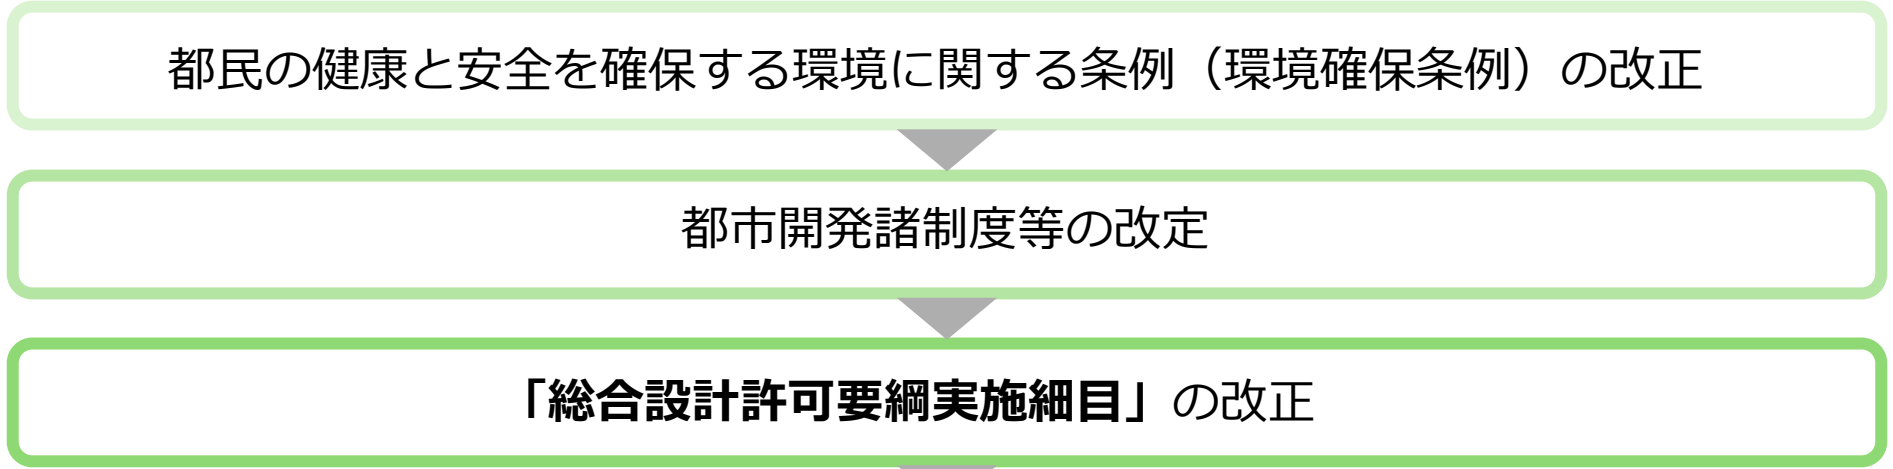 都民の健康と安全を確保する環境に関する条例（環境確保条例）の改正
都市開発諸制度等の改定
「総合設計許可要綱実施細目」の改正